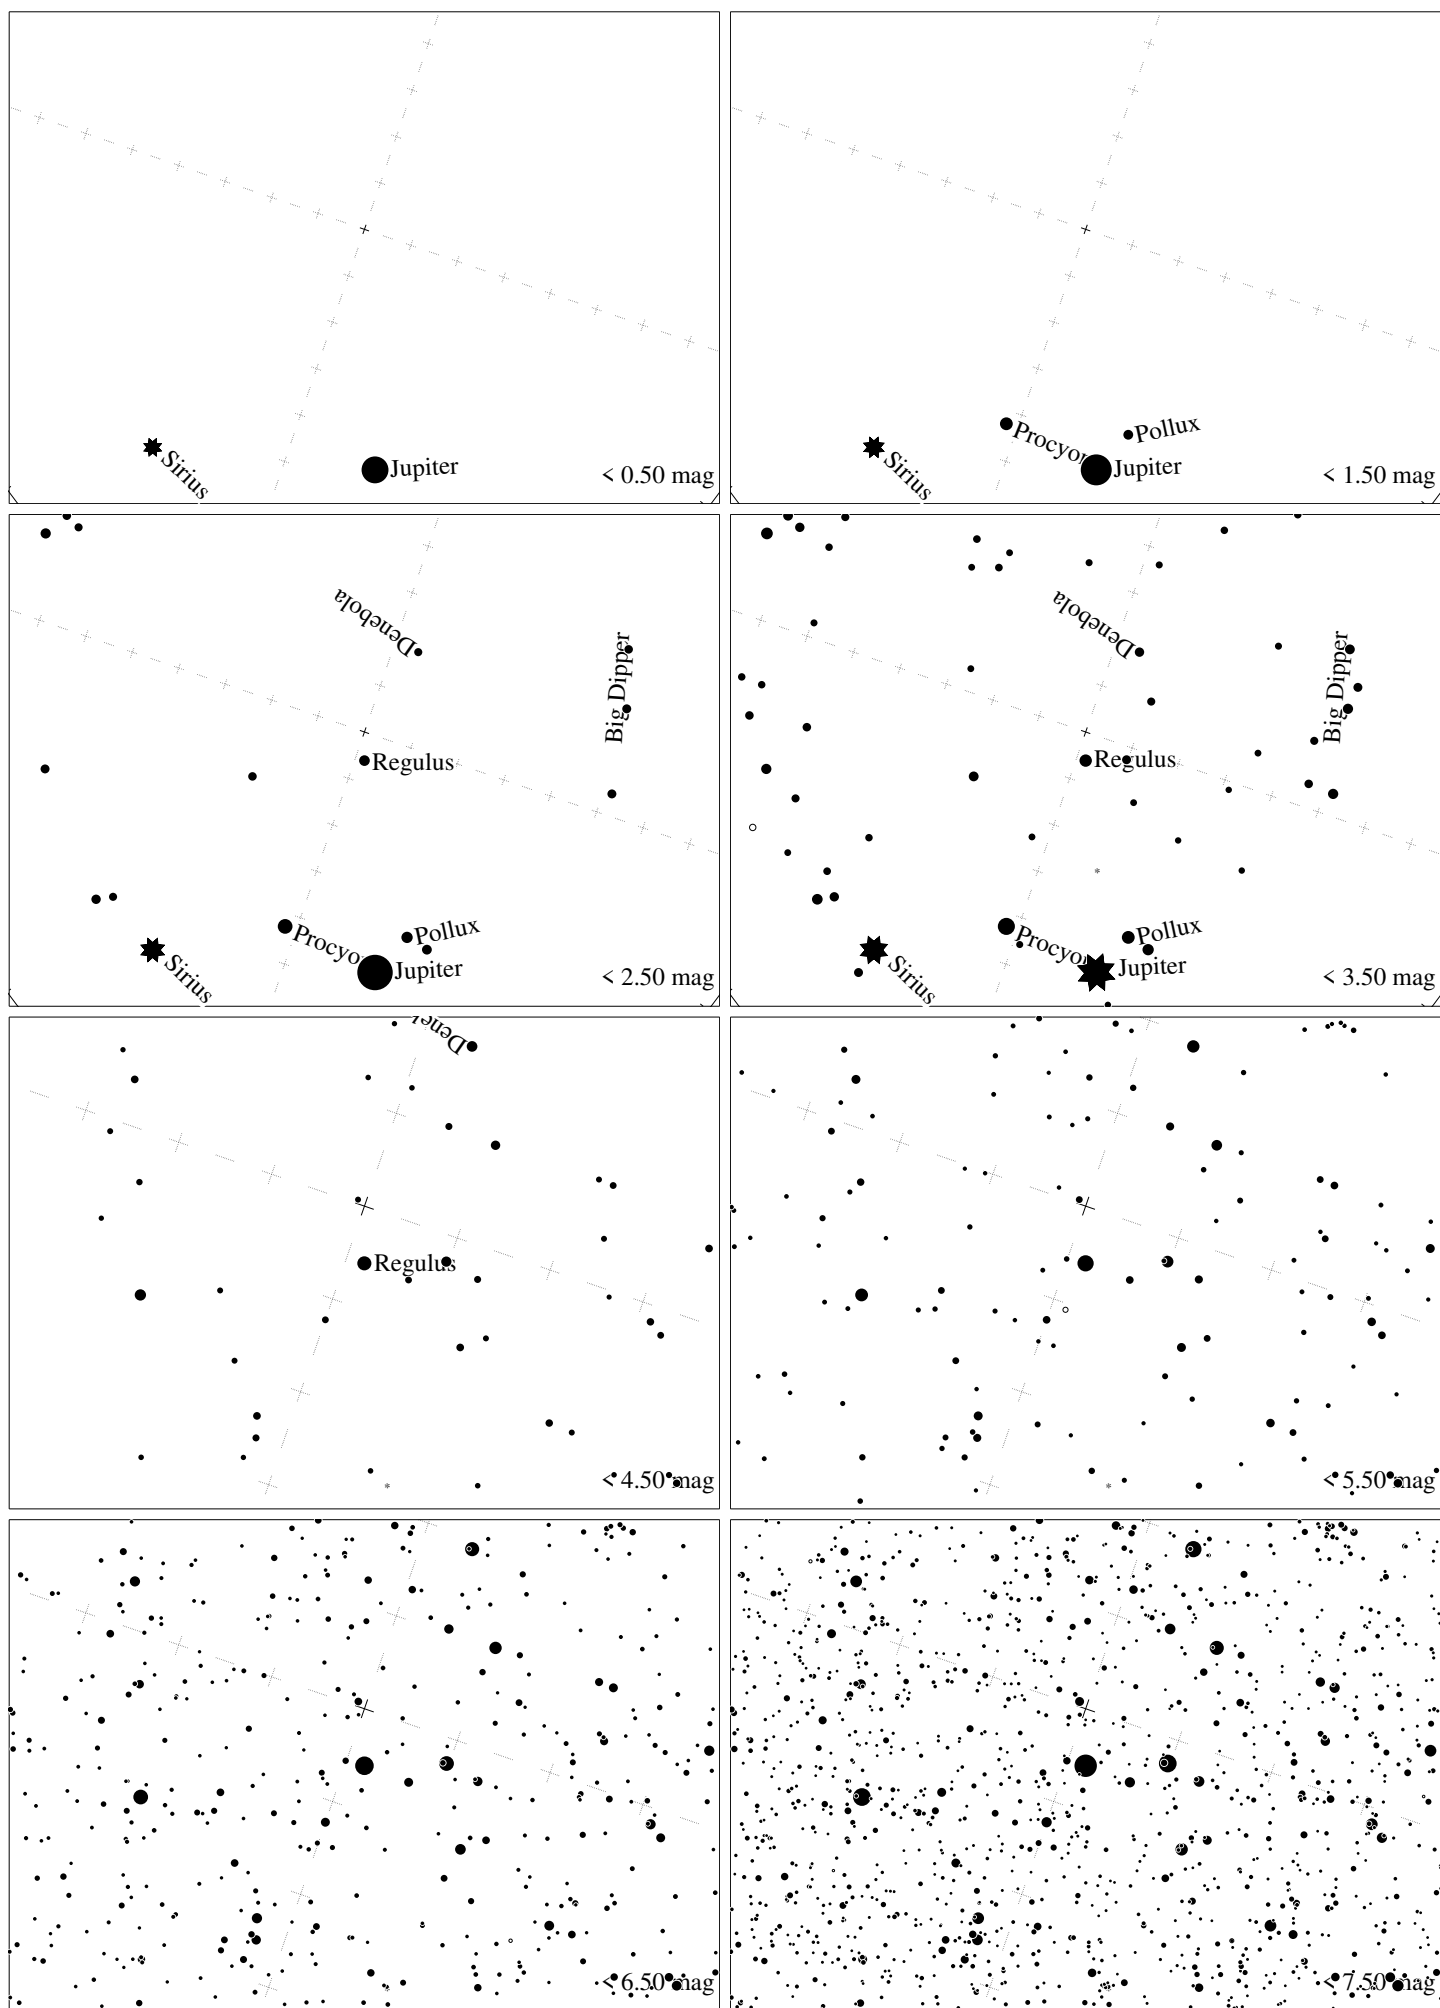 Sirius
Jupiter
< 0.50 mag
Procyon
Pollux
Sirius
Jupiter
< 1.50 mag
Denebola
Big Dipper
Regulus
Procyon
Pollux
Sirius
Jupiter
< 2.50 mag
Denebola
Big Dipper
Regulus
Procyon
Pollux
Sirius
Jupiter
< 3.50 mag
Denel
Regulus
< 4.50 mag
< 5.50 mag
< 6.50 mag
< 7.50 mag